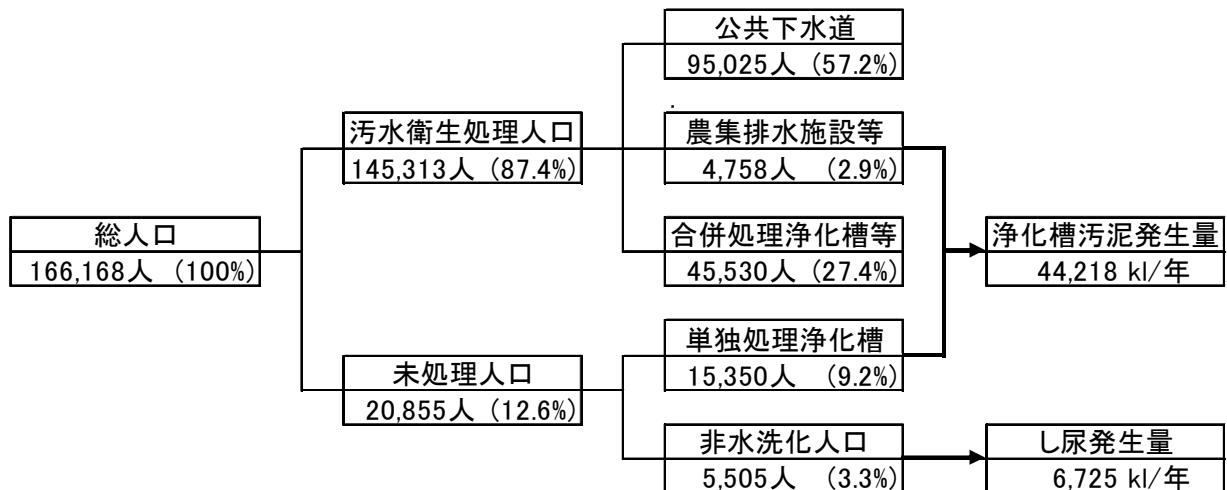 公共下水道
95,025人 (57.2%)
汚水衛生処理人口
145,313人 (87.4%)
農集排水施設等
4,758人 (2.9%)
総人口
166,168人 (100%)
合併処理浄化槽等
45,530人 (27.4%)
浄化槽汚泥発生量
44,218 kl/年
単独処理浄化槽
15,350人 (9.2%)
未処理人口
20,855人 (12.6%)
非水洗化人口
5,505人 (3.3%)
し尿発生量
6,725 kl/年